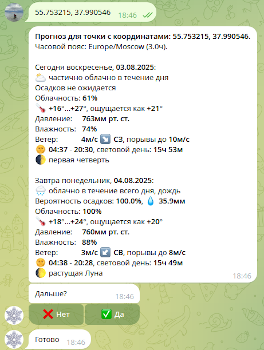 55.753215, 37.990546
18:46
Прогноз для точки с координатами: 55.753215, 37.990546.
Часовой пояс: Europe/Moscow (3.0ч).
Сегодня воскресенье, 03.08.2025:
частично облачно в течение дня
Осадков не ожидается
Облачность: 61%
+16°...+27°, ощущается как +21°
Давление: 763мм рт. ст.
Влажность: 74%
Ветер: 4м/с СЗ, порывы до 10м/с
04:37 - 20:30, световой день: 15ч 53м
первая четверть
Завтра понедельник, 04.08.2025:
облачно в течение всего дня, дождь
Вероятность осадков: 100.0%, 35.9мм
Облачность: 100%
+18°...+24°, ощущается как +20°
Давление: 760мм рт. ст.
Влажность: 88%
Ветер: 3м/с СВ, порывы до 8м/с
04:38 - 20:28, световой день: 15ч 49м
растущая Луна
18:46
Дальше?
18:46
Нет Да
Готово
18:46